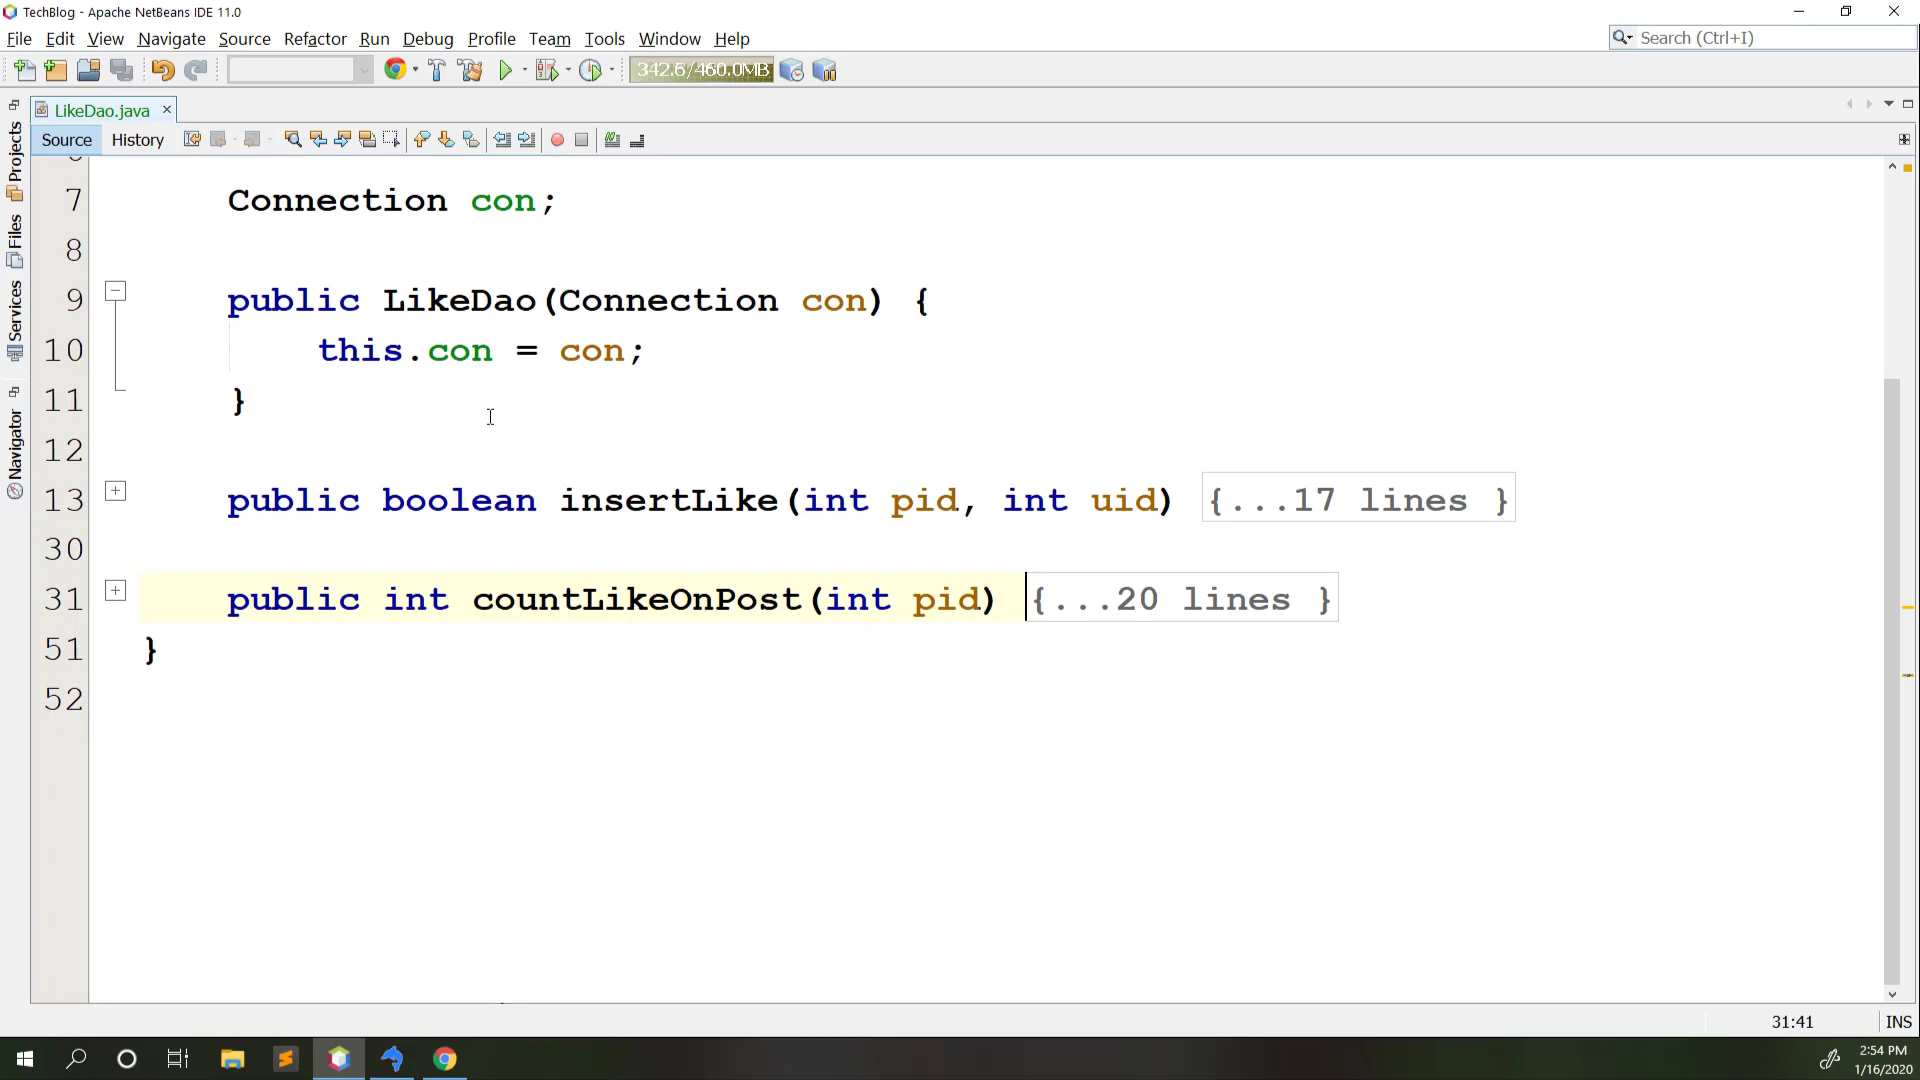 TechBlog - Apache NetBeans IDE 11.0
File Edit View Navigate Source Refactor Run Debug Profile Team Tools Window Help
Search (Ctrl+I)
342.6/460.0MB
LikeDao.java
Source History
Projects
Files
Services
Navigator
7 Connection con;
8
9 public LikeDao(Connection con) {
10 this.con = con;
11 }
12
13 public boolean insertLike(int pid, int uid) {...17 lines }
30
31 public int countLikeOnPost(int pid) {...20 lines }
51 }
52
31:41 INS
2:54 PM
1/16/2020